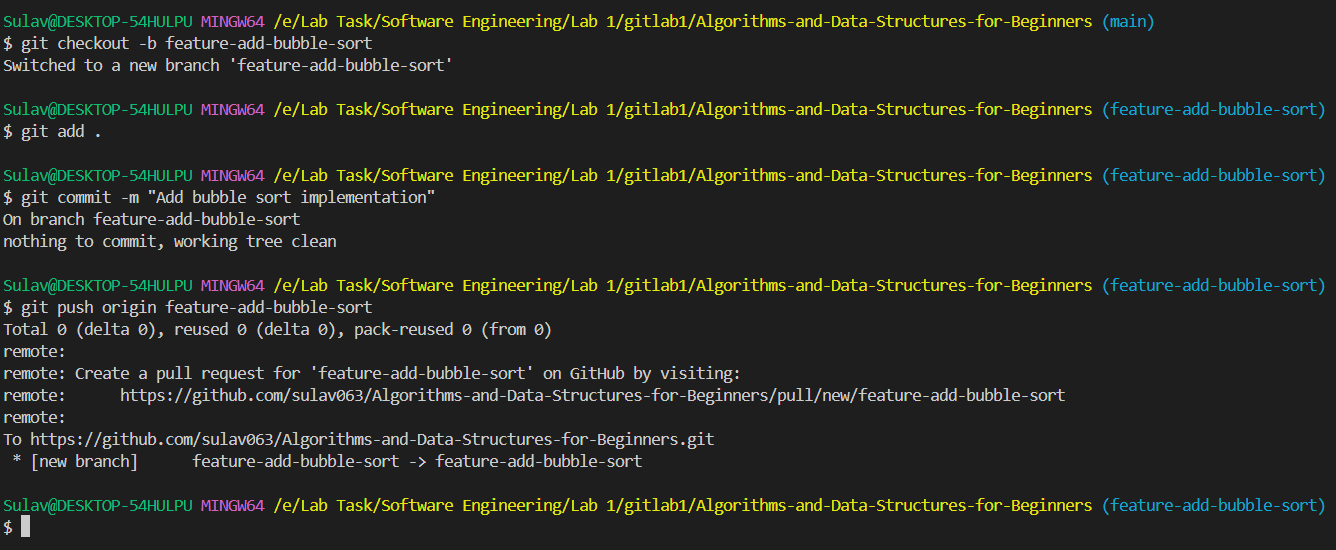 Sulav@DESKTOP-54HULPU MINGW64 /e/Lab Task/Software Engineering/Lab 1/gitlab1/Algorithms-and-Data-Structures-for-Beginners (main)
$ git checkout -b feature-add-bubble-sort
Switched to a new branch 'feature-add-bubble-sort'
Sulav@DESKTOP-54HULPU MINGW64 /e/Lab Task/Software Engineering/Lab 1/gitlab1/Algorithms-and-Data-Structures-for-Beginners (feature-add-bubble-sort)
$ git add .
Sulav@DESKTOP-54HULPU MINGW64 /e/Lab Task/Software Engineering/Lab 1/gitlab1/Algorithms-and-Data-Structures-for-Beginners (feature-add-bubble-sort)
$ git commit -m "Add bubble sort implementation"
On branch feature-add-bubble-sort
nothing to commit, working tree clean
Sulav@DESKTOP-54HULPU MINGW64 /e/Lab Task/Software Engineering/Lab 1/gitlab1/Algorithms-and-Data-Structures-for-Beginners (feature-add-bubble-sort)
$ git push origin feature-add-bubble-sort
Total 0 (delta 0), reused 0 (delta 0), pack-reused 0 (from 0)
remote:
remote: Create a pull request for 'feature-add-bubble-sort' on GitHub by visiting:
remote:      https://github.com/sulav063/Algorithms-and-Data-Structures-for-Beginners/pull/new/feature-add-bubble-sort
remote:
To https://github.com/sulav063/Algorithms-and-Data-Structures-for-Beginners.git
 * [new branch]      feature-add-bubble-sort -> feature-add-bubble-sort
Sulav@DESKTOP-54HULPU MINGW64 /e/Lab Task/Software Engineering/Lab 1/gitlab1/Algorithms-and-Data-Structures-for-Beginners (feature-add-bubble-sort)
$